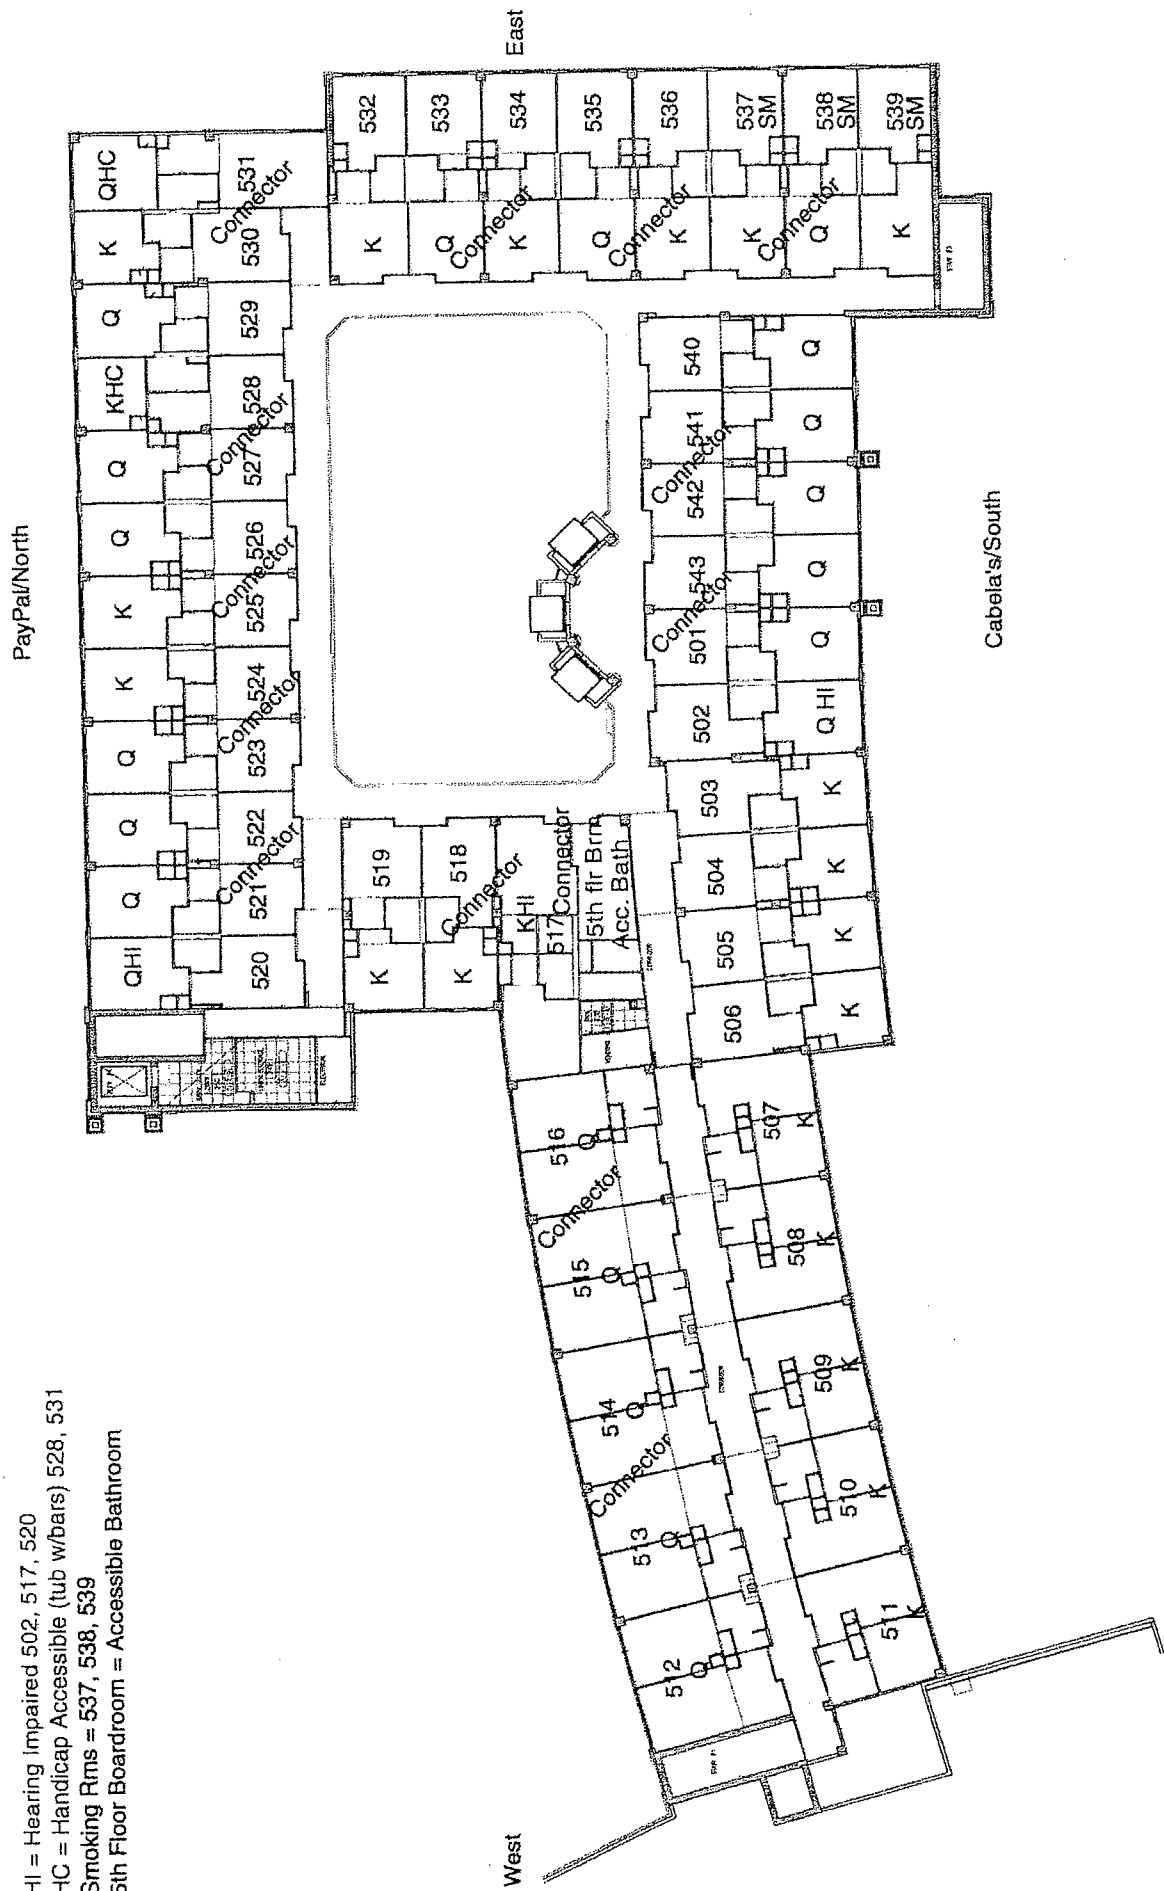 HI = Hearing Impaired 502, 517, 520
HC = Handicap Accessible (tub w/bars) 528, 531
Smoking Rms = 537, 538, 539
5th Floor Boardroom = Accessible Bathroom
PayPal/North
East
West
Cabela's/South
QHI
Q
Q
Q
K
K
Q
Q
KHC
Q
K
QHC
520
521
Connector
522
523
Connector
524
525
Connector
526
527
Connector
528
529
530
Connector
531
532
533
534
535
536
537
SM
538
SM
539
SM
K
Q
Connector
K
Q
Connector
K
K
Connector
Q
K
519
518
K
K
Connector
KHI
517
Connector
5th flr Brm
Acc. Bath
540
541
Connector
542
543
Connector
501
502
503
504
505
506
Q
Q
Q
Q
Q
Q HI
K
K
K
K
CORRIDOR
516
Q
Connector
515
Q
514
Q
Connector
513
Q
512
Q
507
K
508
K
509
K
510
K
511
K